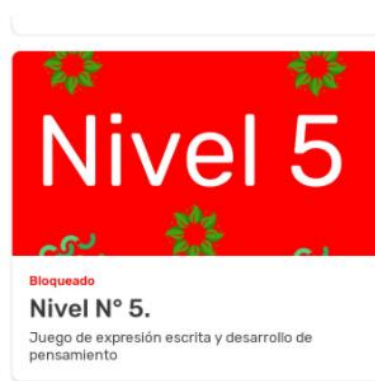 Nivel 5
Bloqueado
Nivel N° 5.
Juego de expresión escrita y desarrollo de
pensamiento